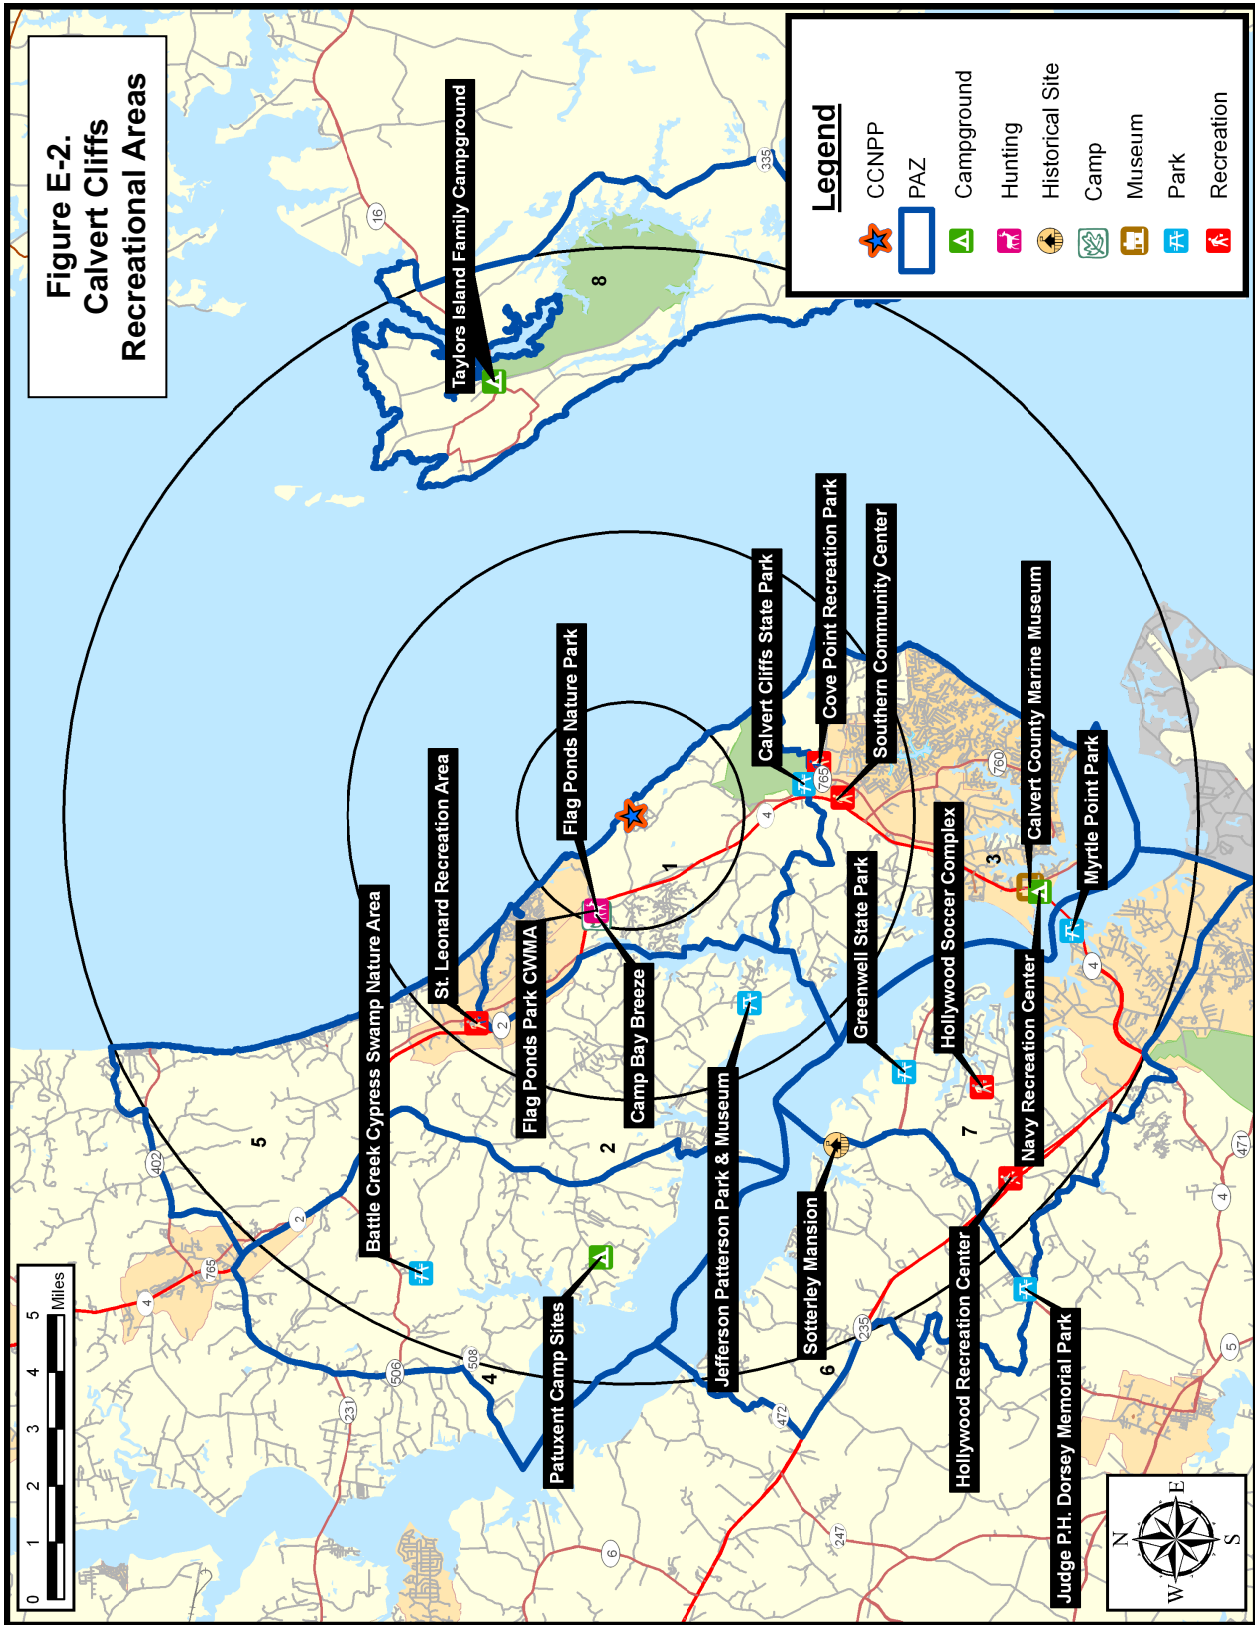 Figure E-2.
Calvert Cliffs
Recreational Areas
Legend
CCNPP
PAZ
Campground
Hunting
Historical Site
Camp
Museum
Park
Recreation
Taylors Island Family Campground
Flag Ponds Nature Park
St. Leonard Recreation Area
Battle Creek Cypress Swamp Nature Area
Flag Ponds Park CWMA
Camp Bay Breeze
Calvert Cliffs State Park
Cove Point Recreation Park
Southern Community Center
Calvert County Marine Museum
Myrtle Point Park
Greenwell State Park
Hollywood Soccer Complex
Navy Recreation Center
Jefferson Patterson Park & Museum
Sotterley Mansion
Patuxent Camp Sites
Hollywood Recreation Center
Judge P.H. Dorsey Memorial Park
1
2
3
4
5
6
7
8
16
335
402
2
765
4
506
508
231
2
4
765
760
4
235
472
247
6
5
4
471
0 1 2 3 4 5
Miles
N
W E
S